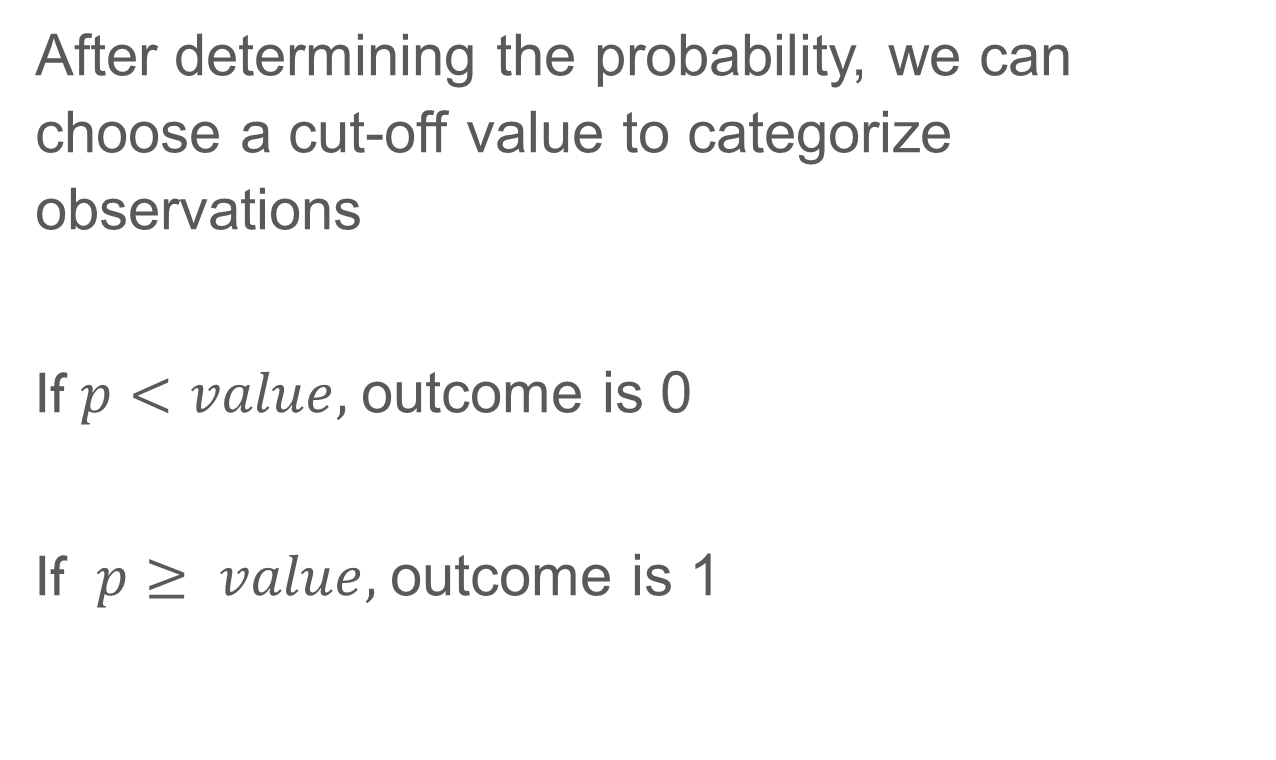 After determining the probability, we can
choose a cut-off value to categorize
observations
If p < value, outcome is 0
If p ≥ value, outcome is 1